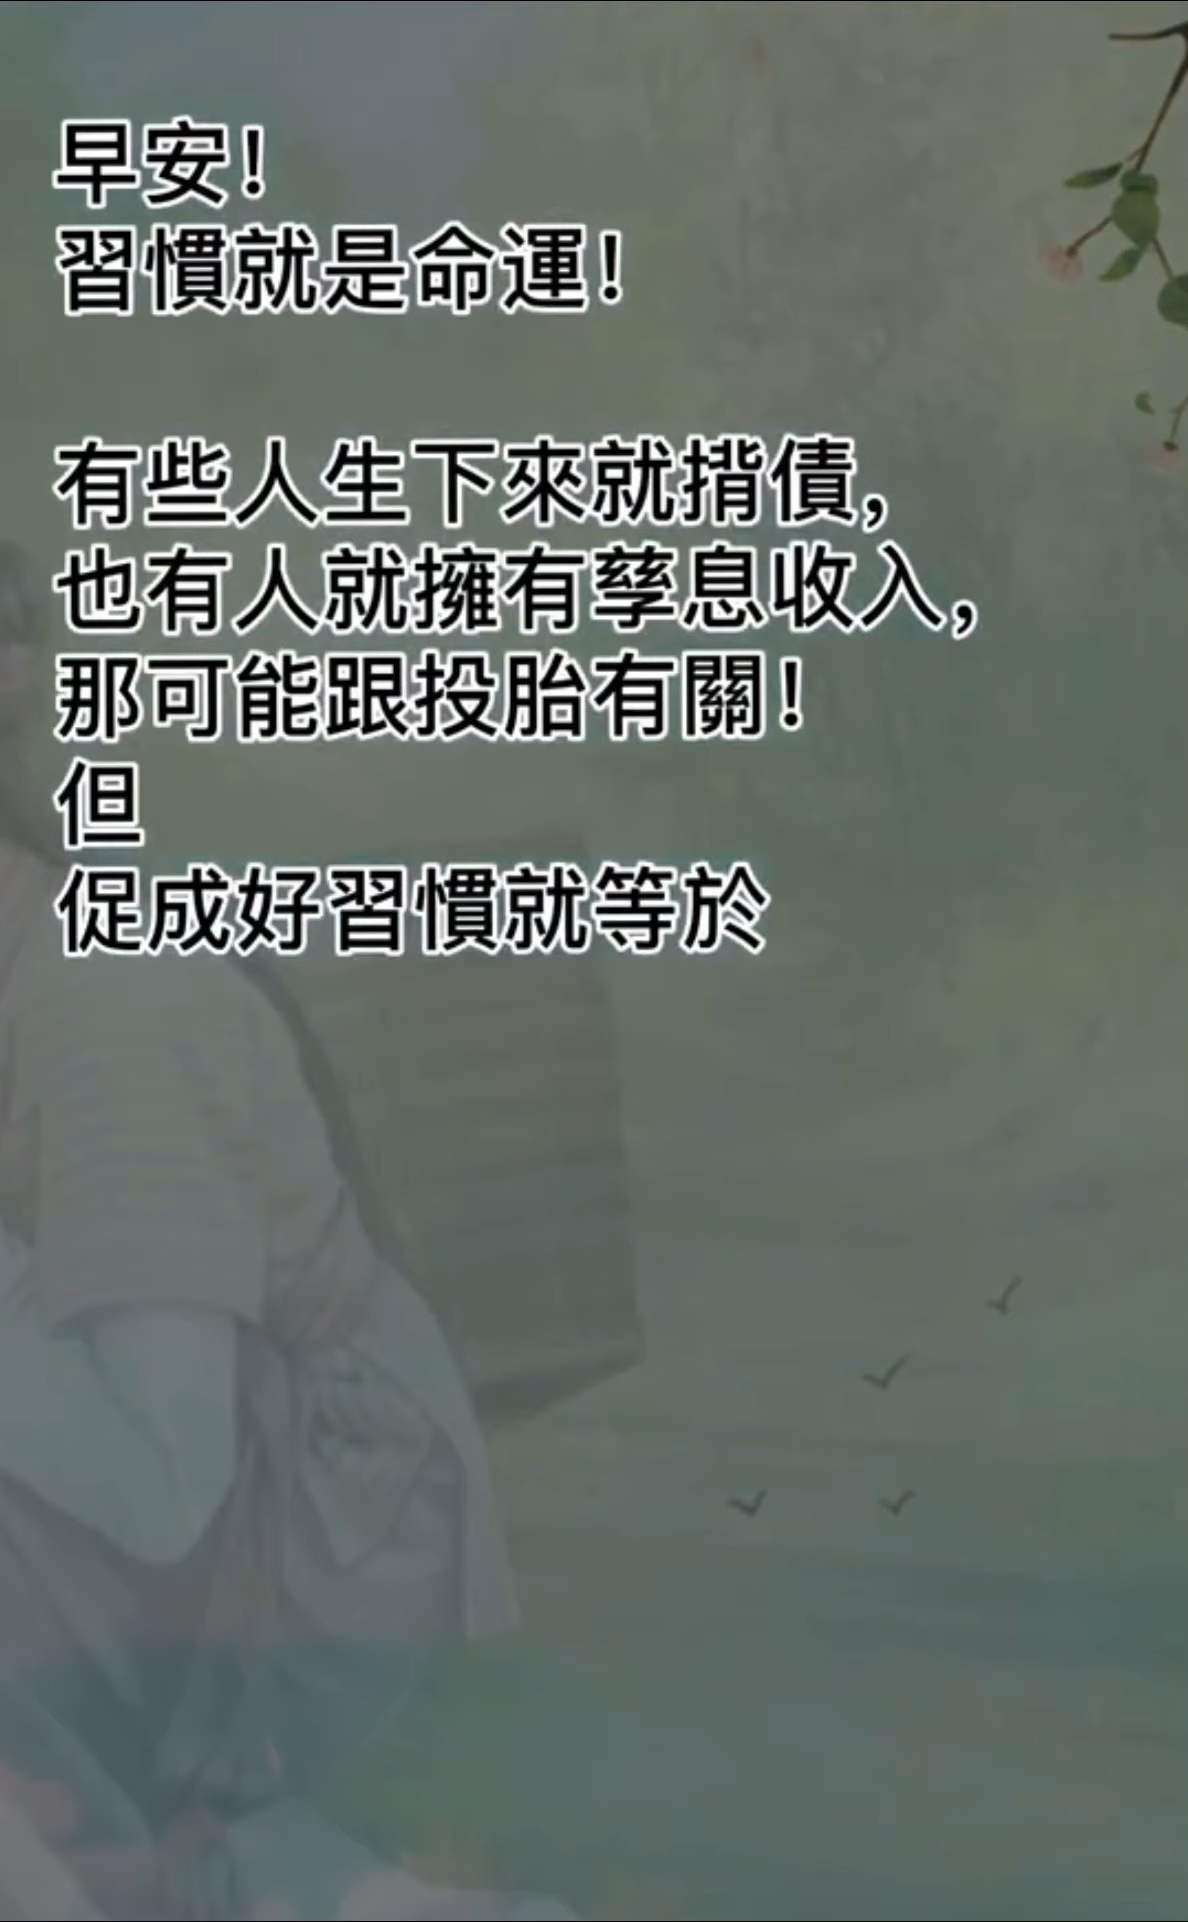 早安！
習慣就是命運！
有些人生下來就揹債，
也有人就擁有孳息收入，
那可能跟投胎有關！
但
促成好習慣就等於